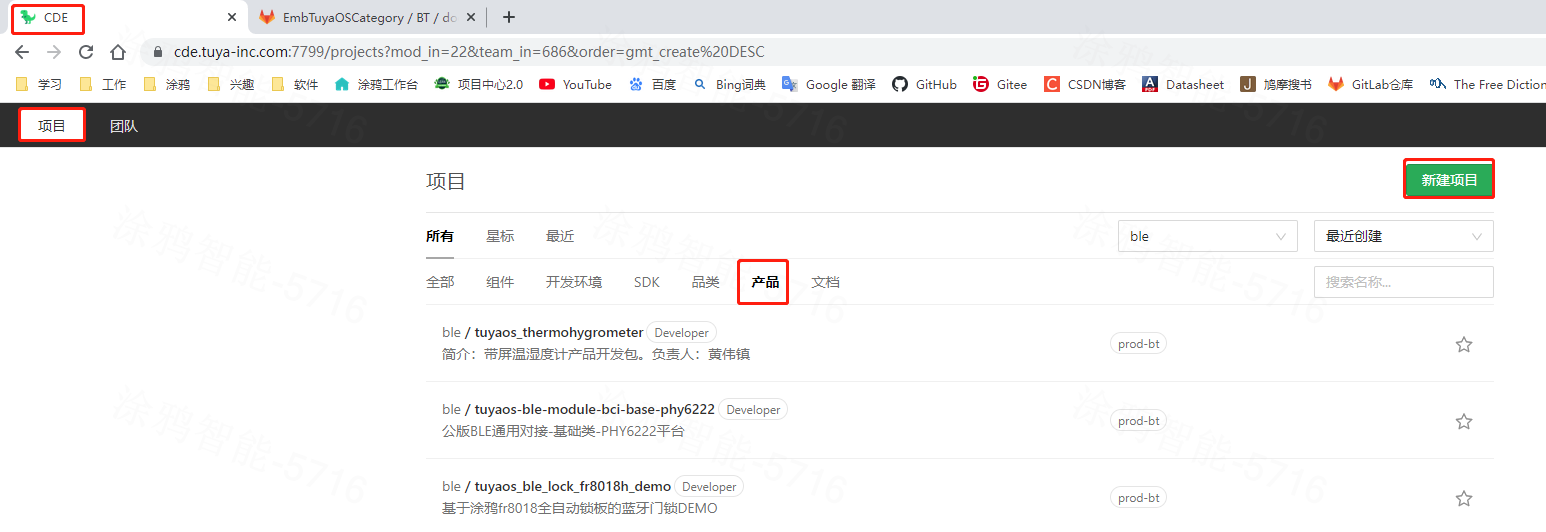 CDE
EmbTuyaOSCategory / BT / do
cde.tuya-inc.com:7799/projects?mod_in=22&team_in=686&order=gmt_create%20DESC
学习 工作 涂鸦 兴趣 软件 涂鸦工作台 项目中心2.0 YouTube 百度 Bing词典 Google 翻译 GitHub Gitee CSDN博客 Datasheet 鸠摩搜书 GitLab仓库 The Free Diction
项目 团队
项目 新建项目
所有 星标 最近 ble 最近创建
全部 组件 开发环境 SDK 品类 产品 文档 搜索名称...
ble / tuyaos_thermohygrometer Developer
简介：带屏温湿度计产品开发包。负责人：黄伟镇
prod-bt
ble / tuyaos-ble-module-bci-base-phy6222 Developer
公版BLE通用对接-基础类-PHY6222平台
prod-bt
ble / tuyaos_ble_lock_fr8018h_demo Developer
基于涂鸦fr8018全自动锁板的蓝牙门锁DEMO
prod-bt
涂鸦智能-5716